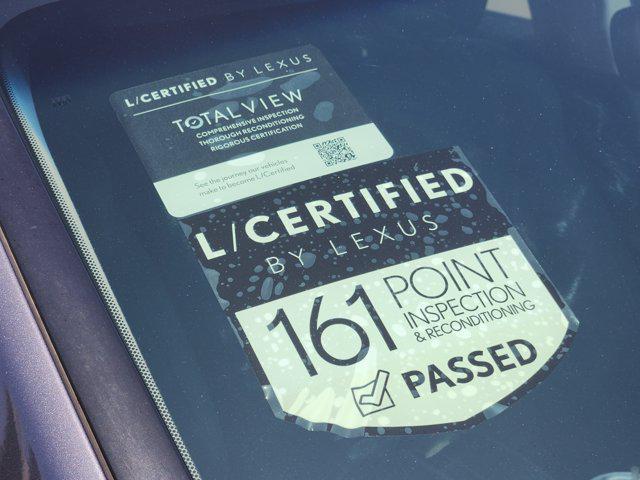 L/CERTIFIED BY LEXUS
TOTALVIEW
COMPREHENSIVE INSPECTION
THOROUGH RECONDITIONING
RIGOROUS CERTIFICATION
See the journey our vehicles
make to become L/Certified
L/CERTIFIED
BY LEXUS
161 POINT
INSPECTION
& RECONDITIONING
PASSED